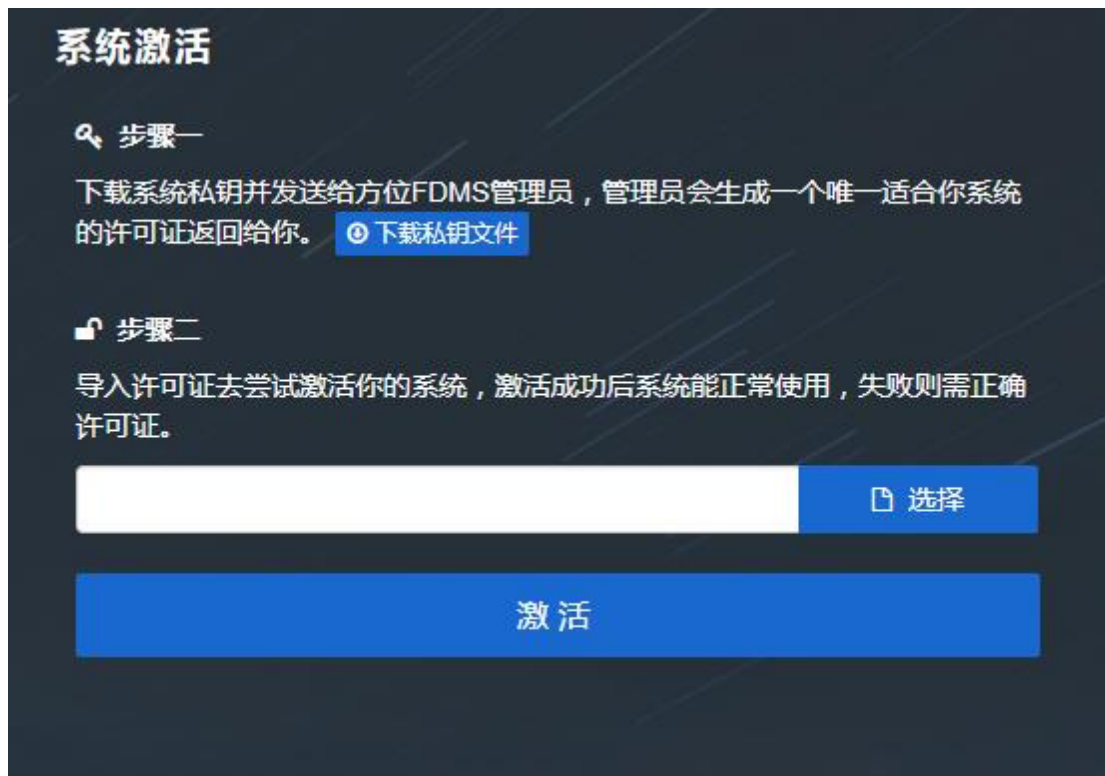 系统激活
步骤一
下载系统私钥并发送给方位FDMS管理员，管理员会生成一个唯一适合你系统
的许可证返回给你。 下载私钥文件
步骤二
导入许可证去尝试激活你的系统，激活成功后系统能正常使用，失败则需正确
许可证。
选择
激 活